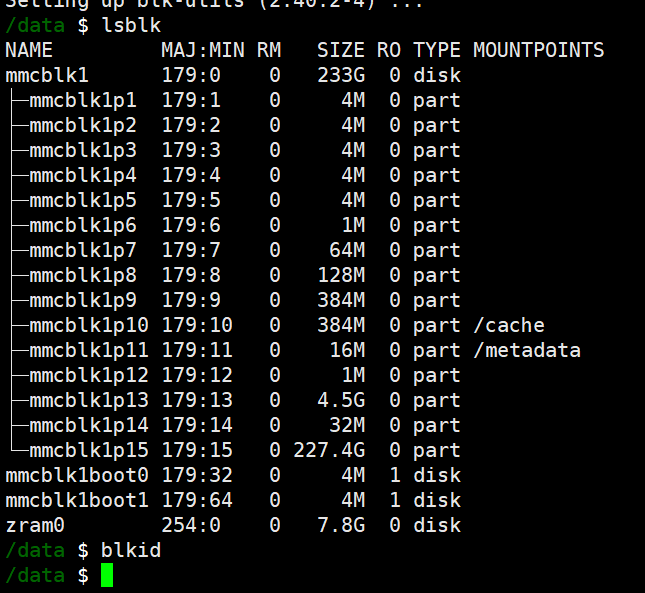 Setting up blk-utils (2.40.2-4) ...
/data $ lsblk
NAME         MAJ:MIN RM   SIZE RO TYPE MOUNTPOINTS
mmcblk1      179:0    0   233G  0 disk
├─mmcblk1p1  179:1    0     4M  0 part
├─mmcblk1p2  179:2    0     4M  0 part
├─mmcblk1p3  179:3    0     4M  0 part
├─mmcblk1p4  179:4    0     4M  0 part
├─mmcblk1p5  179:5    0     4M  0 part
├─mmcblk1p6  179:6    0     1M  0 part
├─mmcblk1p7  179:7    0    64M  0 part
├─mmcblk1p8  179:8    0   128M  0 part
├─mmcblk1p9  179:9    0   384M  0 part
├─mmcblk1p10 179:10   0   384M  0 part /cache
├─mmcblk1p11 179:11   0    16M  0 part /metadata
├─mmcblk1p12 179:12   0     1M  0 part
├─mmcblk1p13 179:13   0   4.5G  0 part
├─mmcblk1p14 179:14   0    32M  0 part
└─mmcblk1p15 179:15   0 227.4G  0 part
mmcblk1boot0 179:32   0     4M  1 disk
mmcblk1boot1 179:64   0     4M  1 disk
zram0        254:0    0   7.8G  0 disk
/data $ blkid
/data $